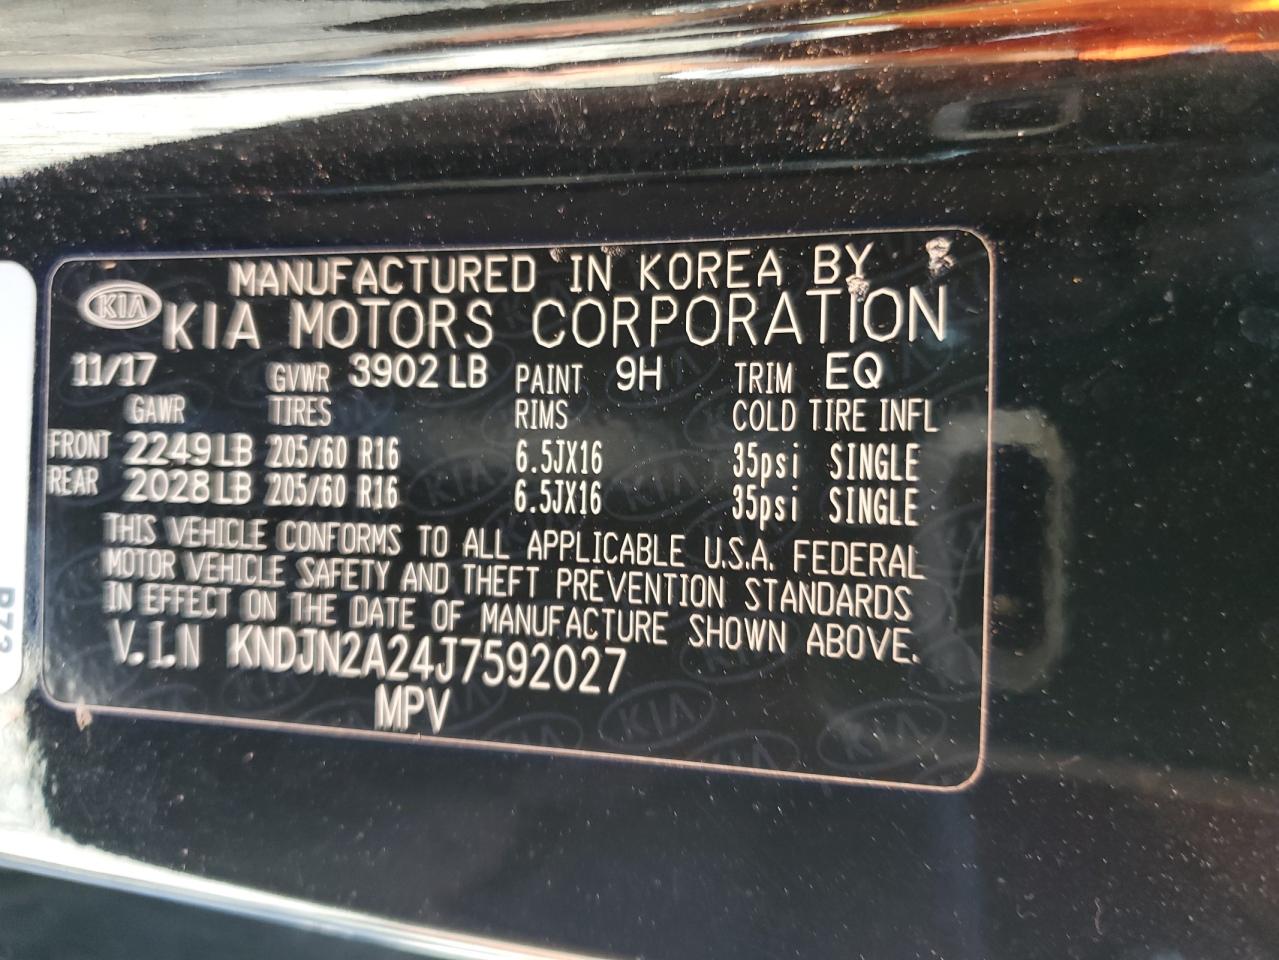 MANUFACTURED IN KOREA BY
KIA KIA MOTORS CORPORATION
11/17 GVWR 3902 LB PAINT 9H TRIM EQ
GAWR TIRES RIMS COLD TIRE INFL
FRONT 2249 LB 205/60 R16 6.5JX16 35psi SINGLE
REAR 2028 LB 205/60 R16 6.5JX16 35psi SINGLE
THIS VEHICLE CONFORMS TO ALL APPLICABLE U.S.A. FEDERAL
MOTOR VEHICLE SAFETY AND THEFT PREVENTION STANDARDS
IN EFFECT ON THE DATE OF MANUFACTURE SHOWN ABOVE.
V.I.N KNDJN2A24J7592027
MPV